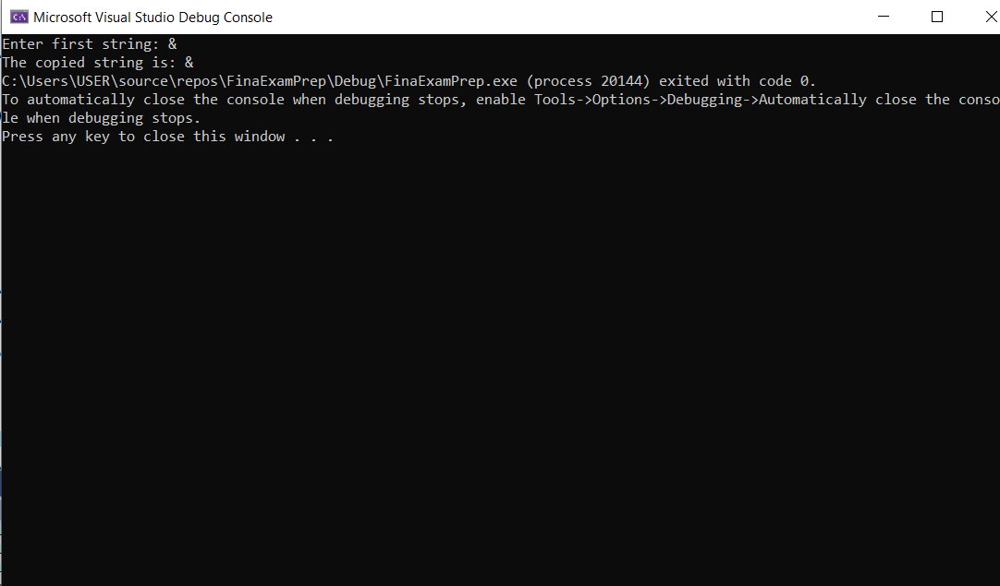 Microsoft Visual Studio Debug Console
Enter first string: &
The copied string is: &
C:\Users\USER\source\repos\FinaExamPrep\Debug\FinaExamPrep.exe (process 20144) exited with code 0.
To automatically close the console when debugging stops, enable Tools->Options->Debugging->Automatically close the conso
le when debugging stops.
Press any key to close this window . . .